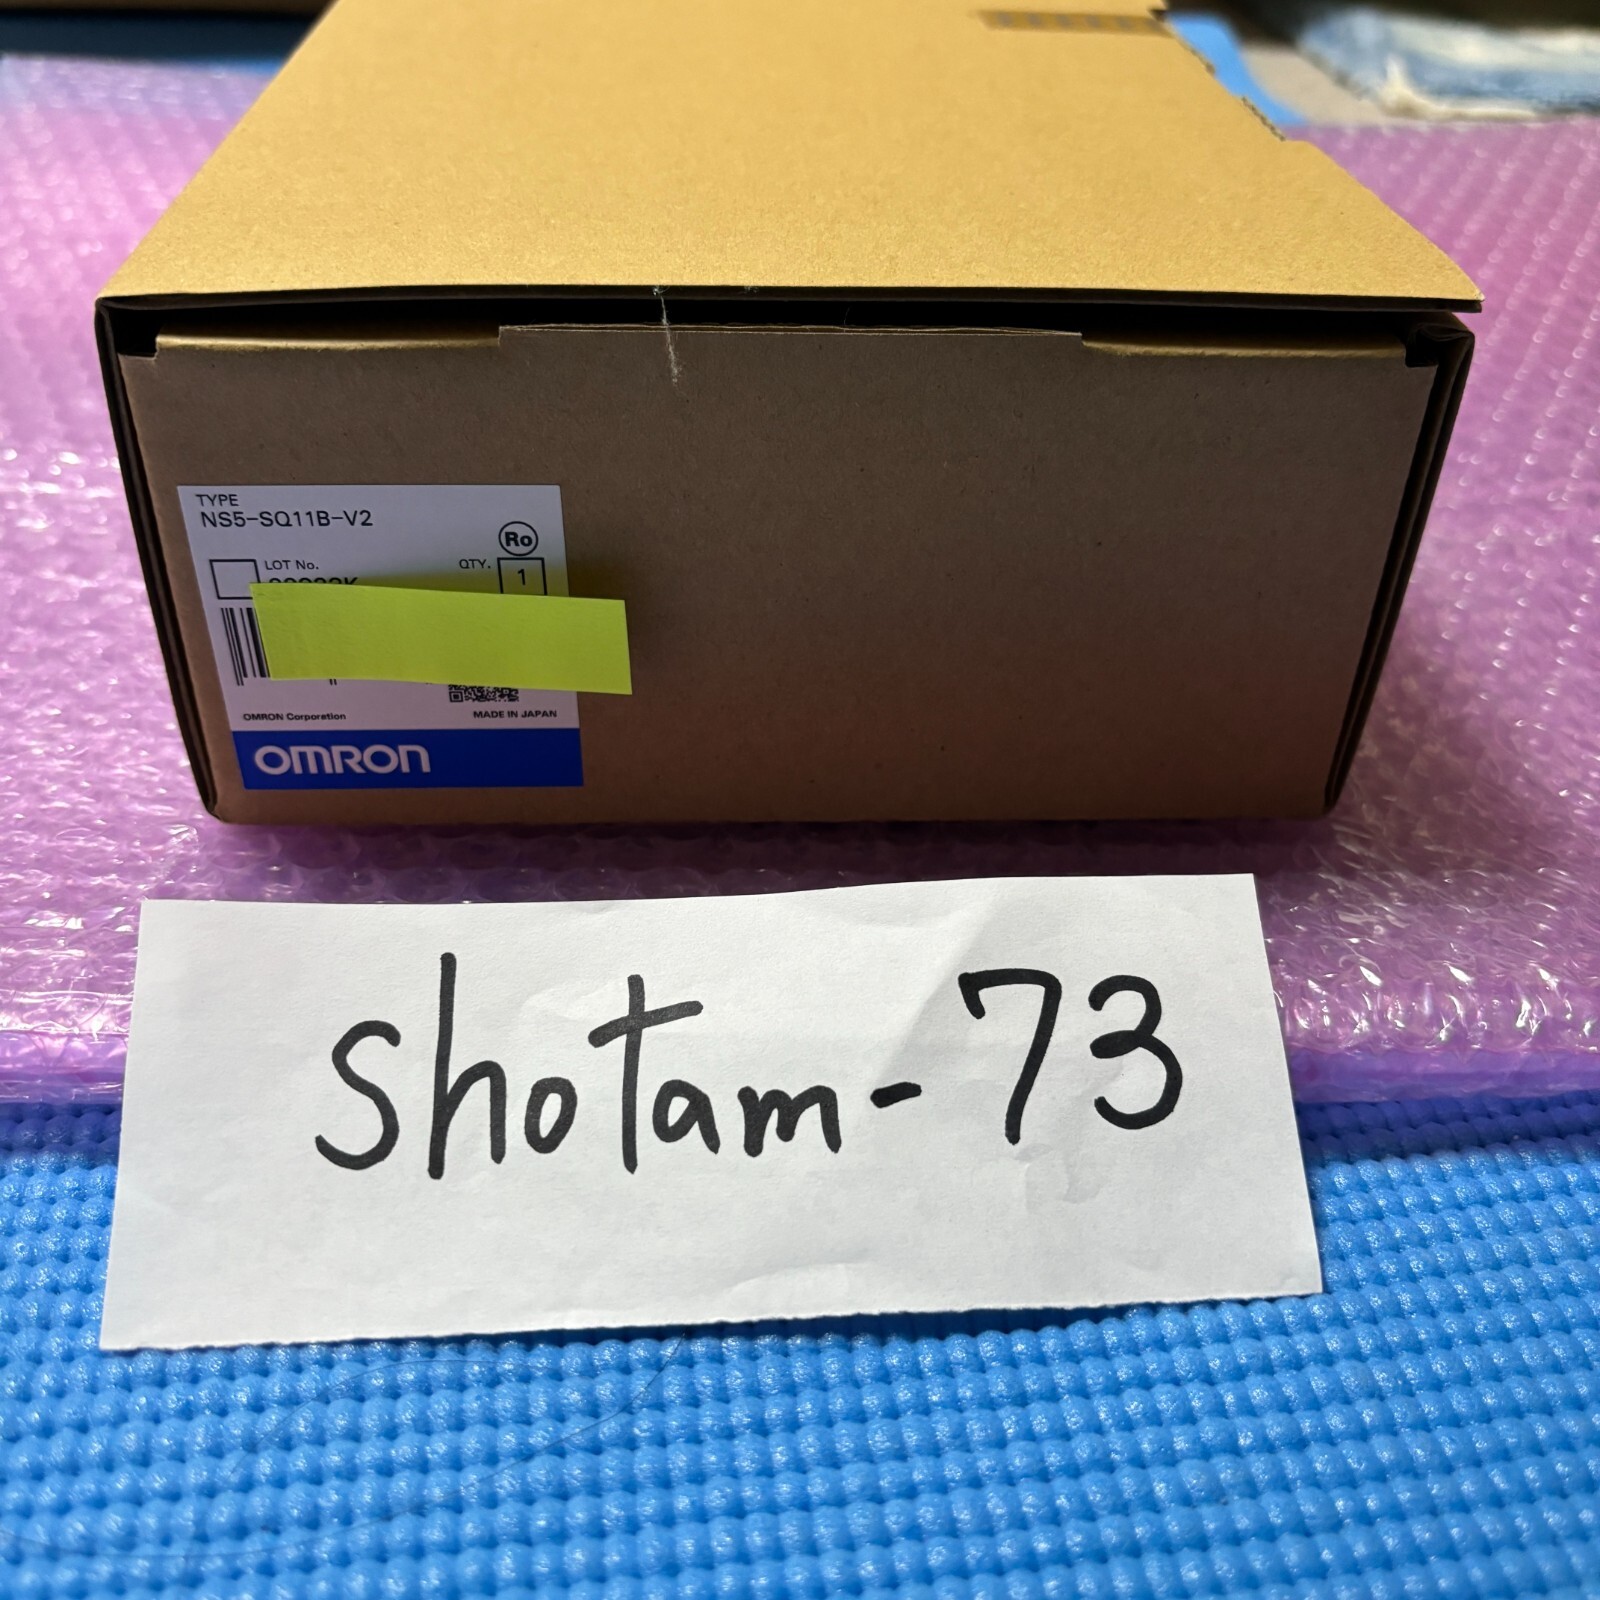 TYPE
NS5-SQ11B-V2
Ro
LOT No.
QTY. 1
OMRON Corporation MADE IN JAPAN
OMRON
shotam-73